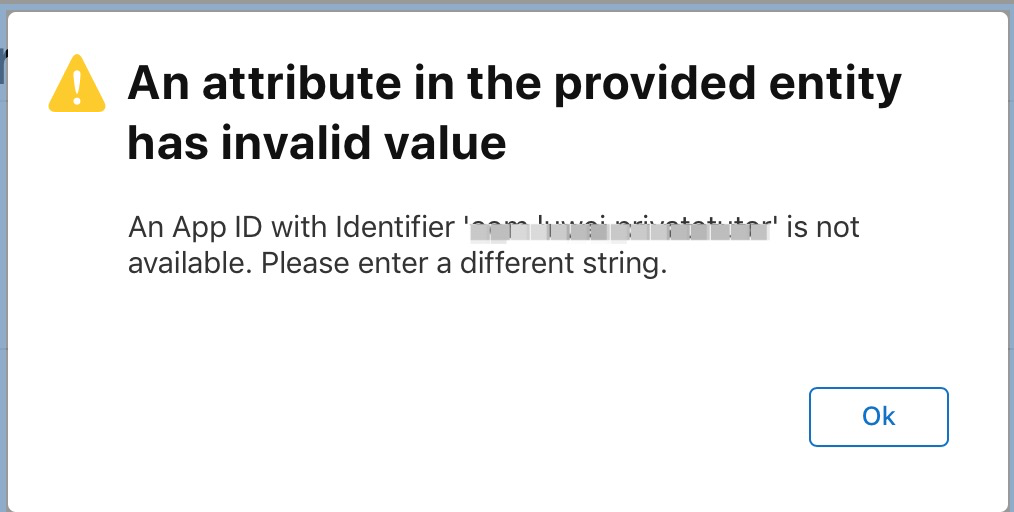 An attribute in the provided entity
has invalid value
An App ID with Identifier ' ' is not
available. Please enter a different string.
Ok